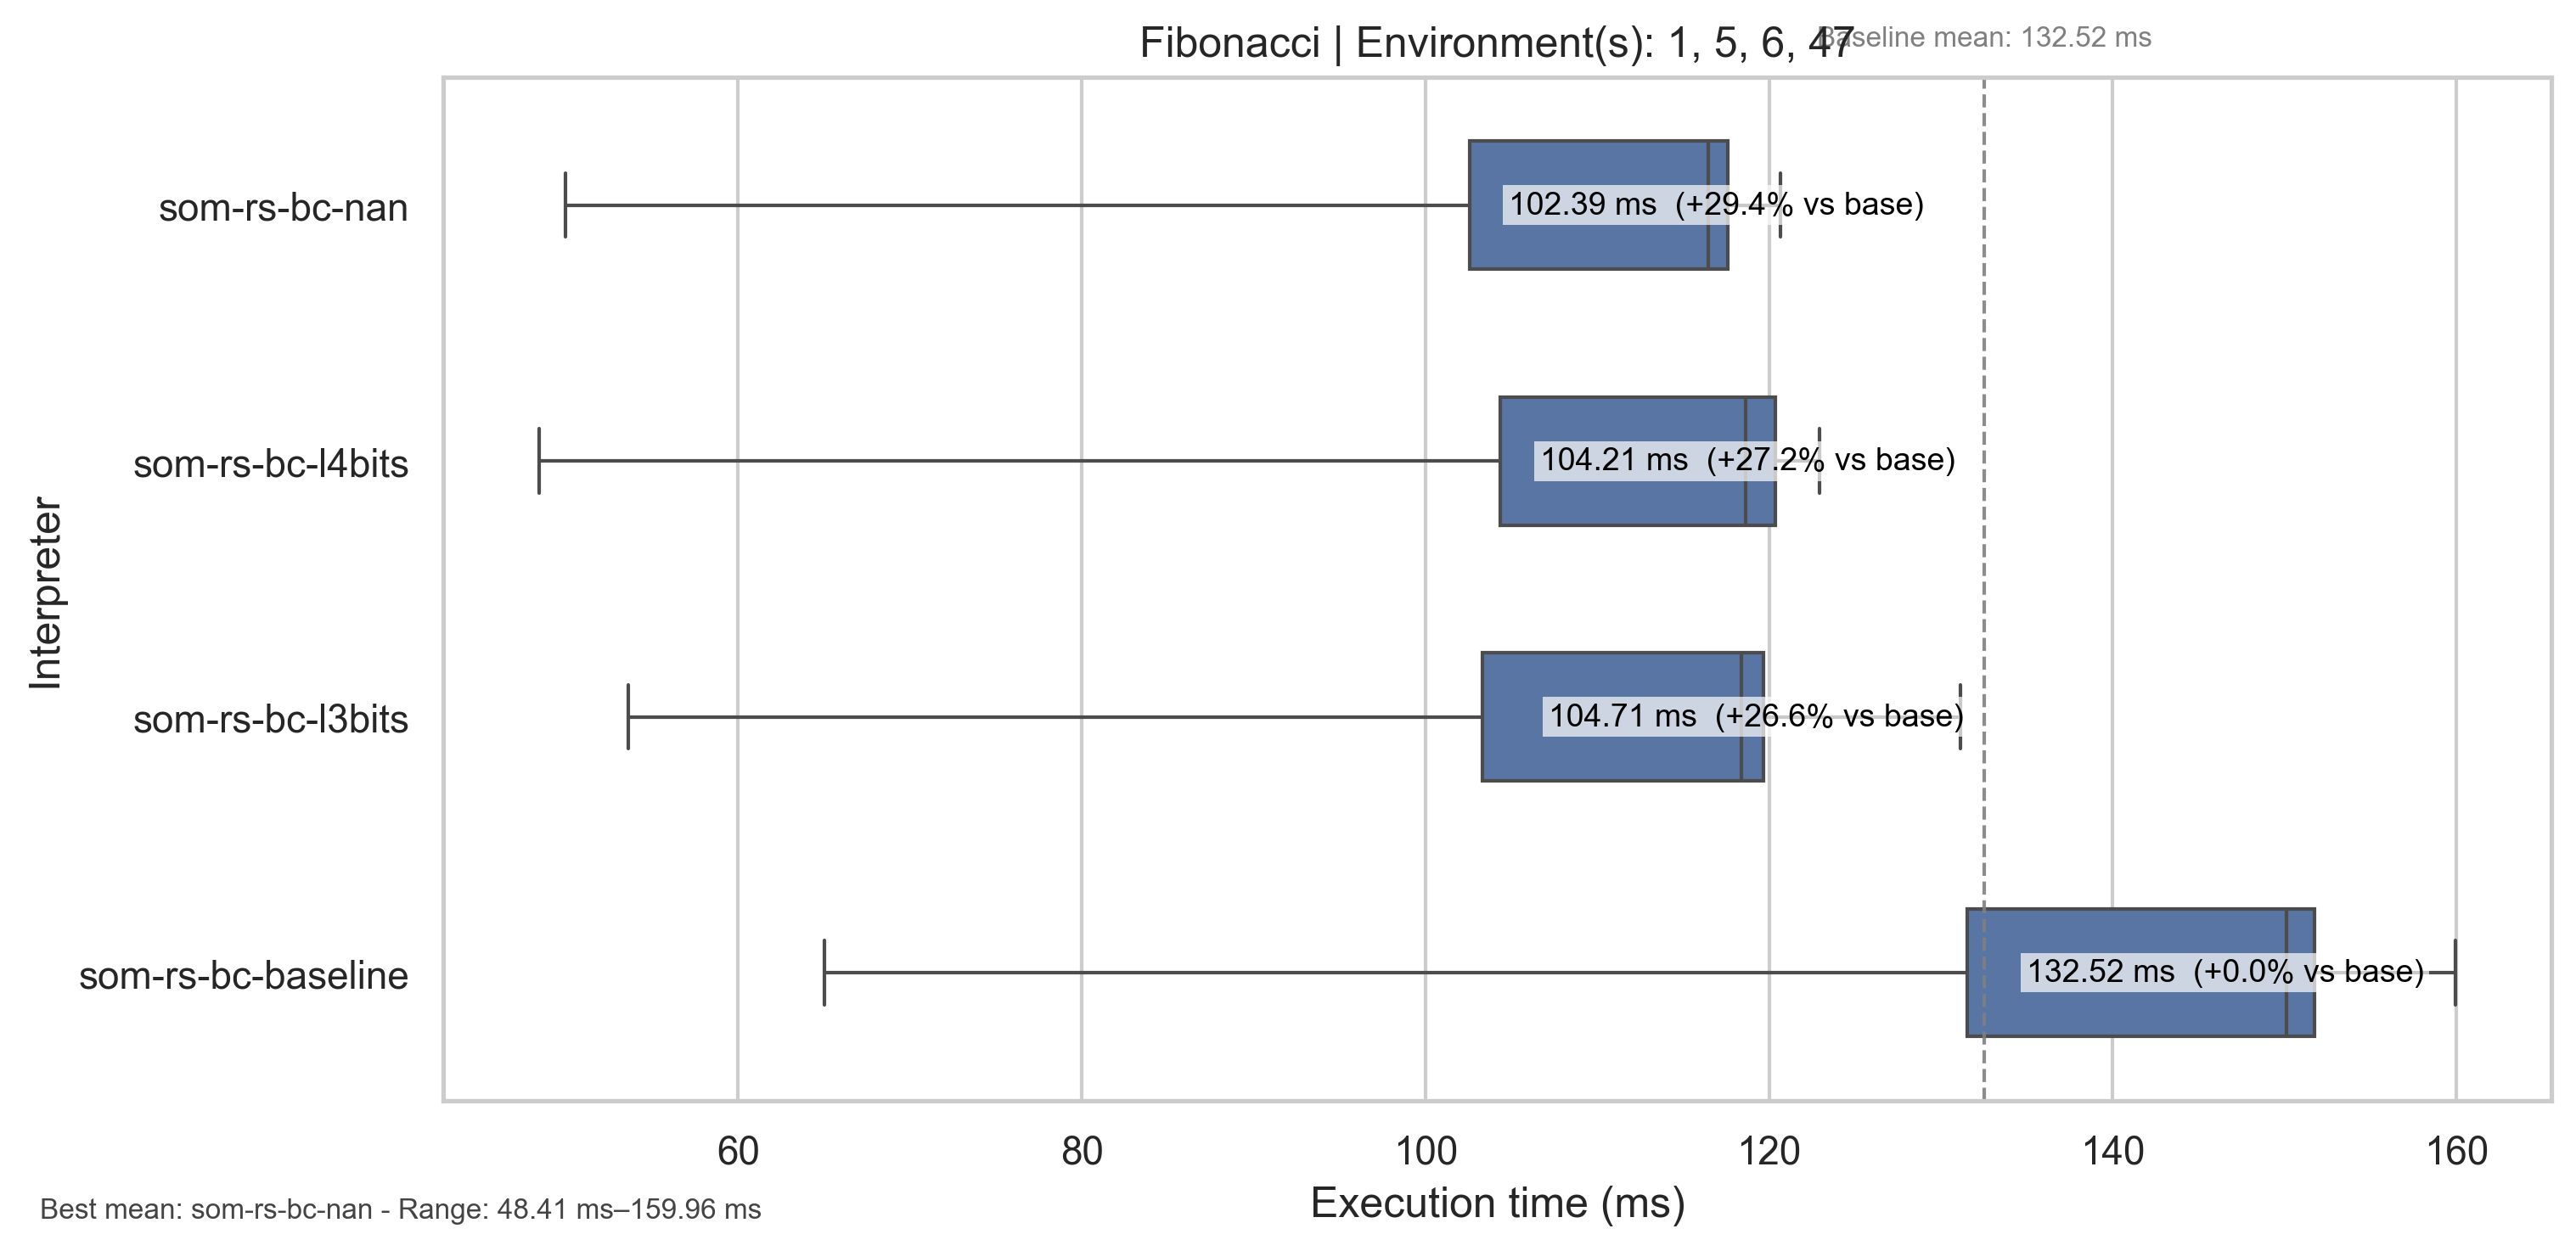 Fibonacci | Environment(s): 1, 5, 6, 47
Baseline mean: 132.52 ms
Interpreter
som-rs-bc-nan
102.39 ms (+29.4% vs base)
som-rs-bc-l4bits
104.21 ms (+27.2% vs base)
som-rs-bc-l3bits
104.71 ms (+26.6% vs base)
som-rs-bc-baseline
132.52 ms (+0.0% vs base)
60 80 100 120 140 160
Execution time (ms)
Best mean: som-rs-bc-nan - Range: 48.41 ms–159.96 ms